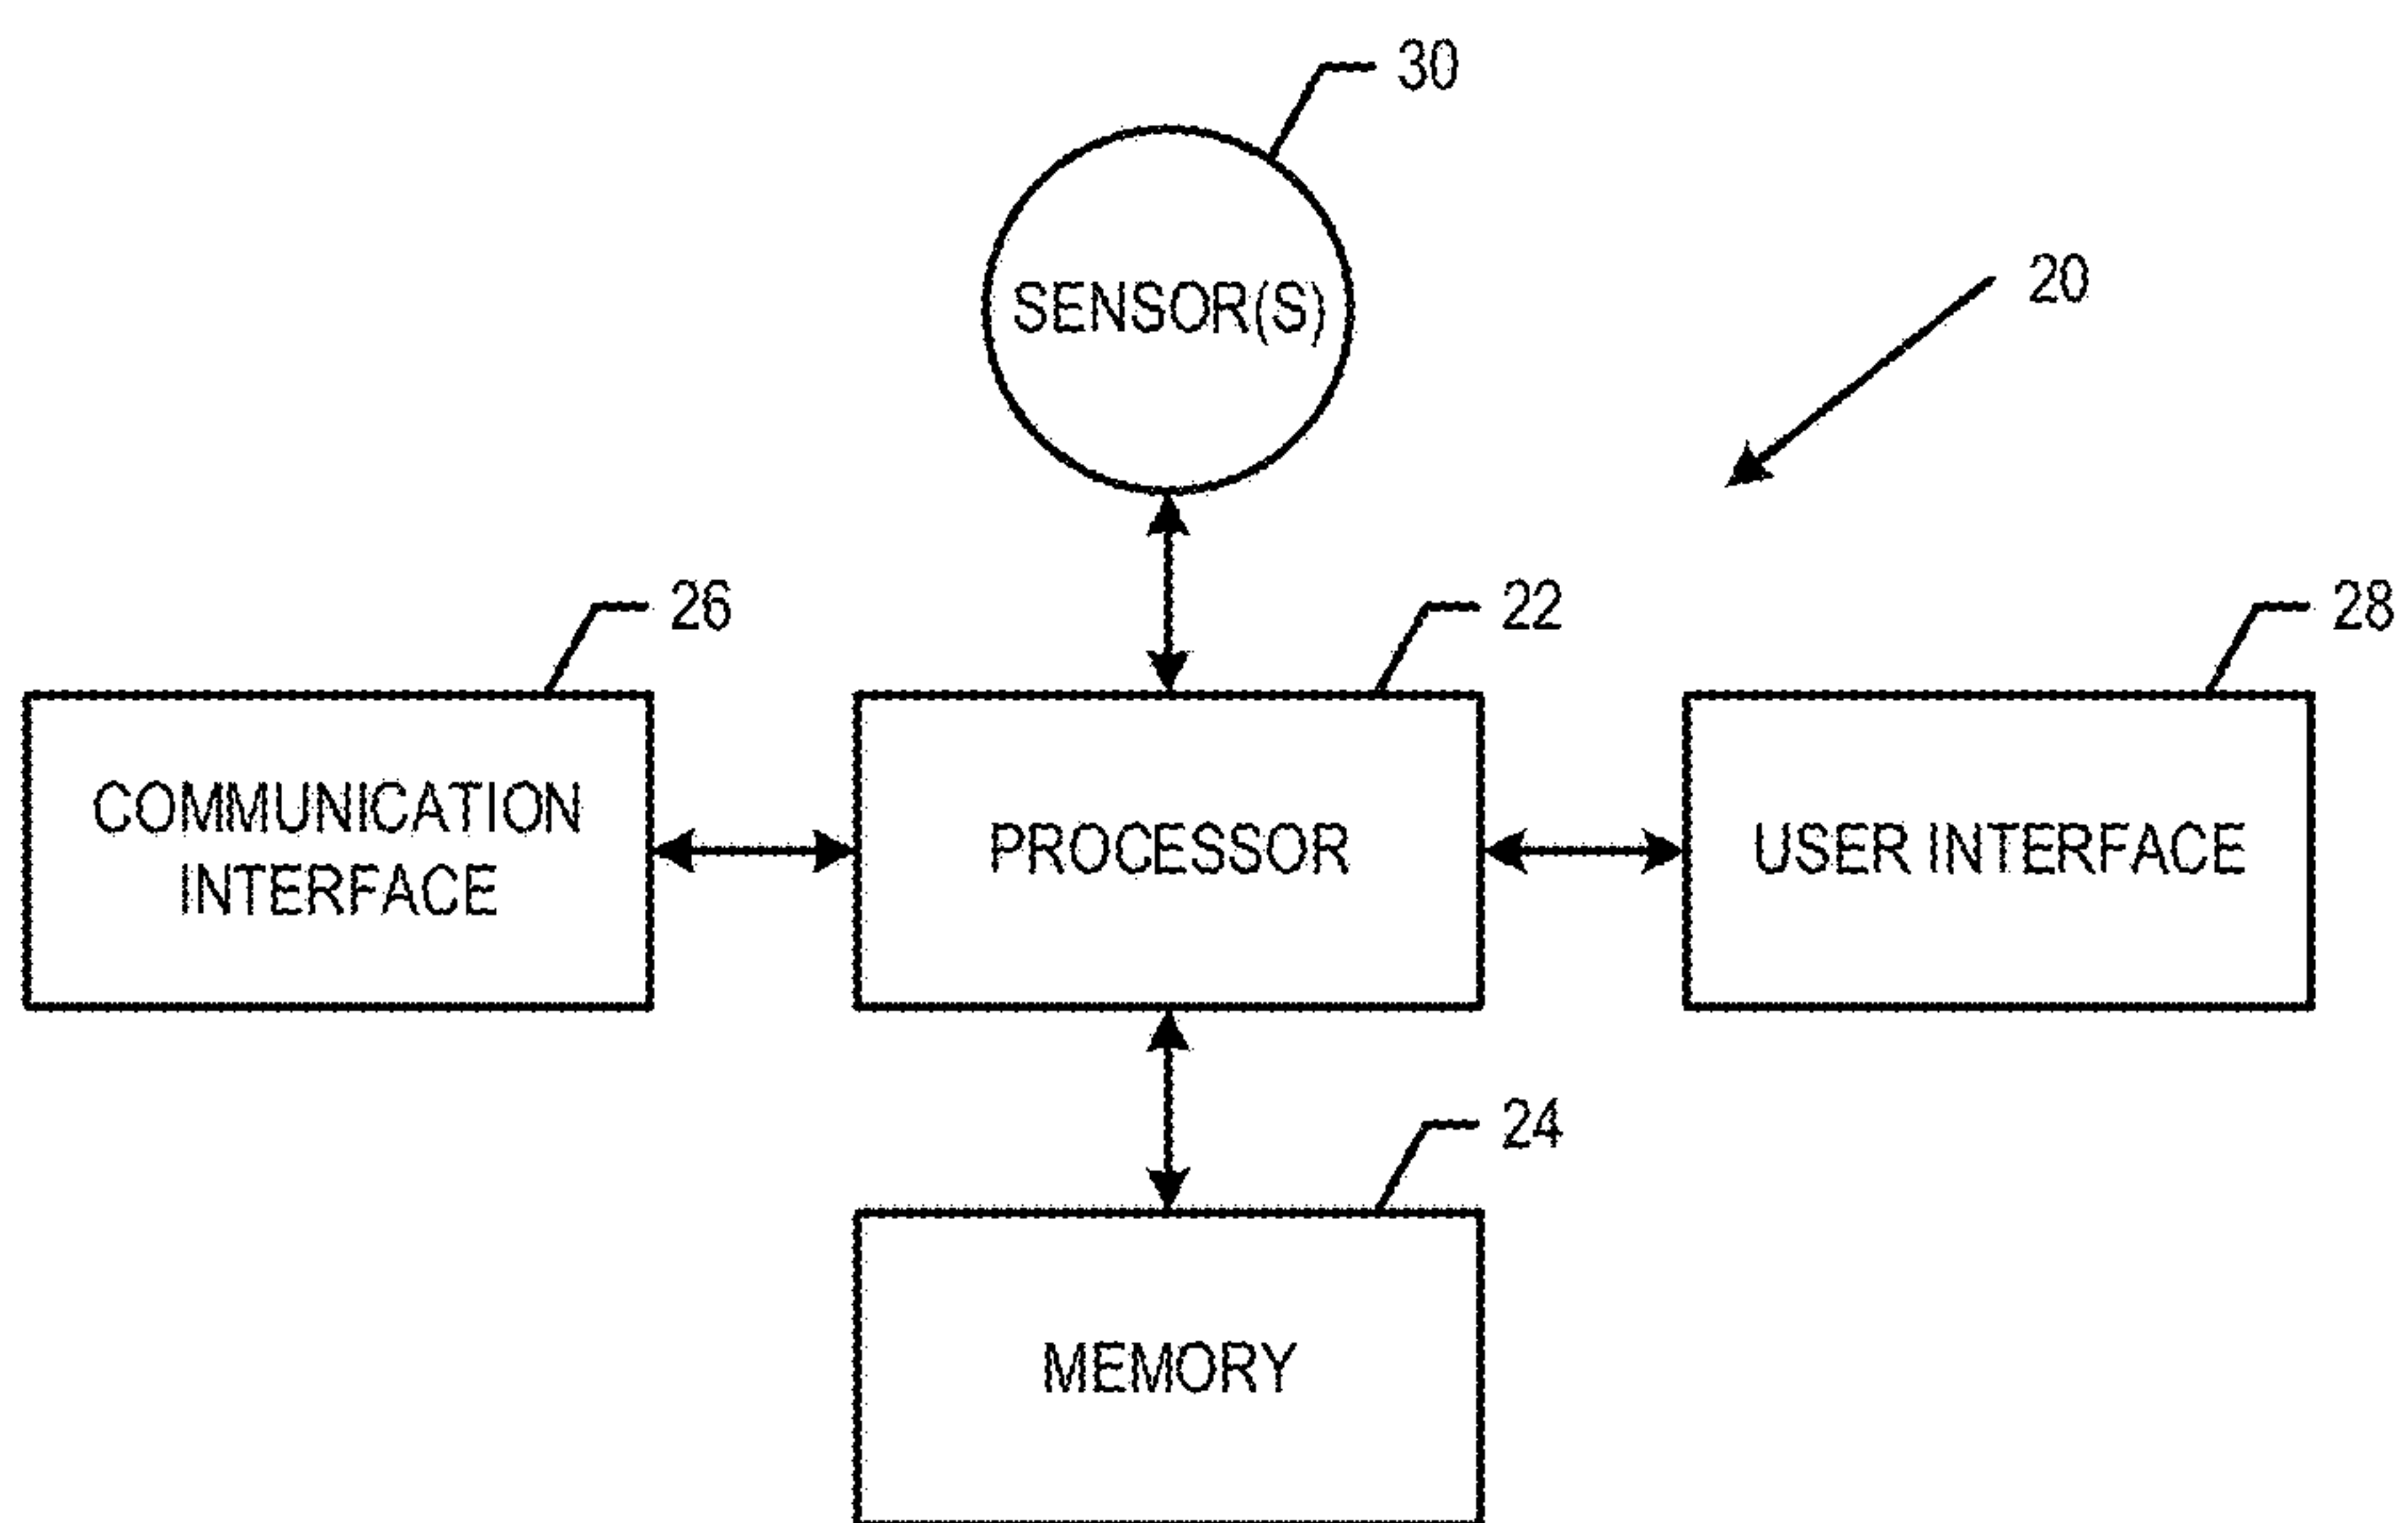 30
SENSOR(S)
20
26
22
28
COMMUNICATION
INTERFACE
PROCESSOR
USER INTERFACE
24
MEMORY